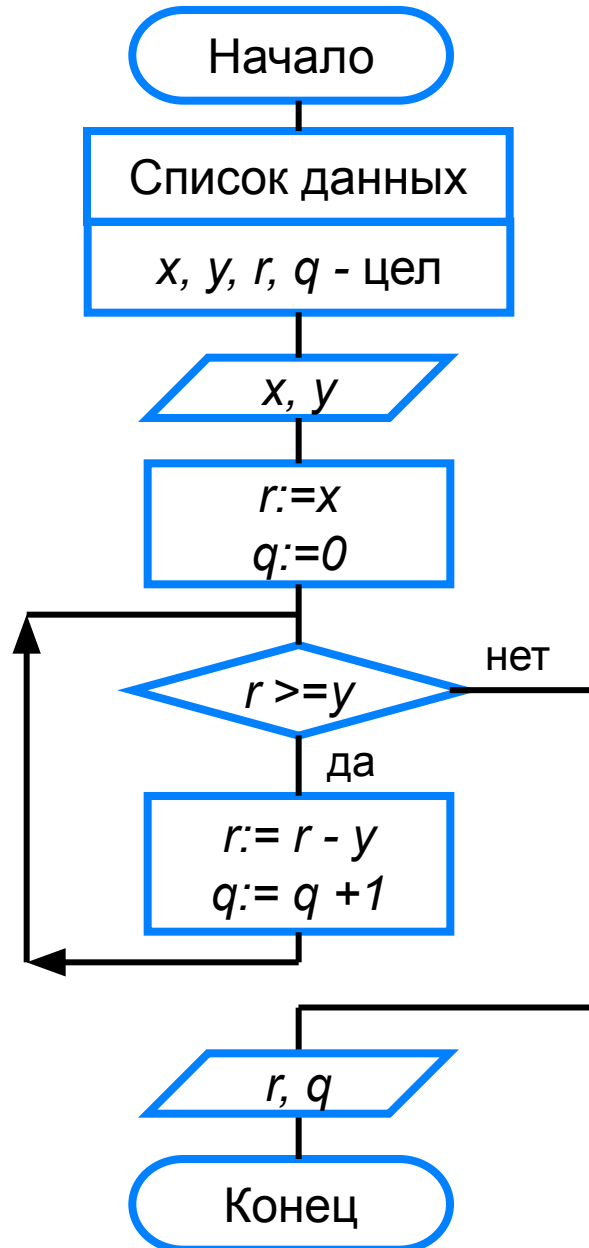 Начало
Список данных
x, y, r, q - цел
x, y
r:=x
q:=0
r >=y
нет
да
r:= r - y
q:= q +1
r, q
Конец